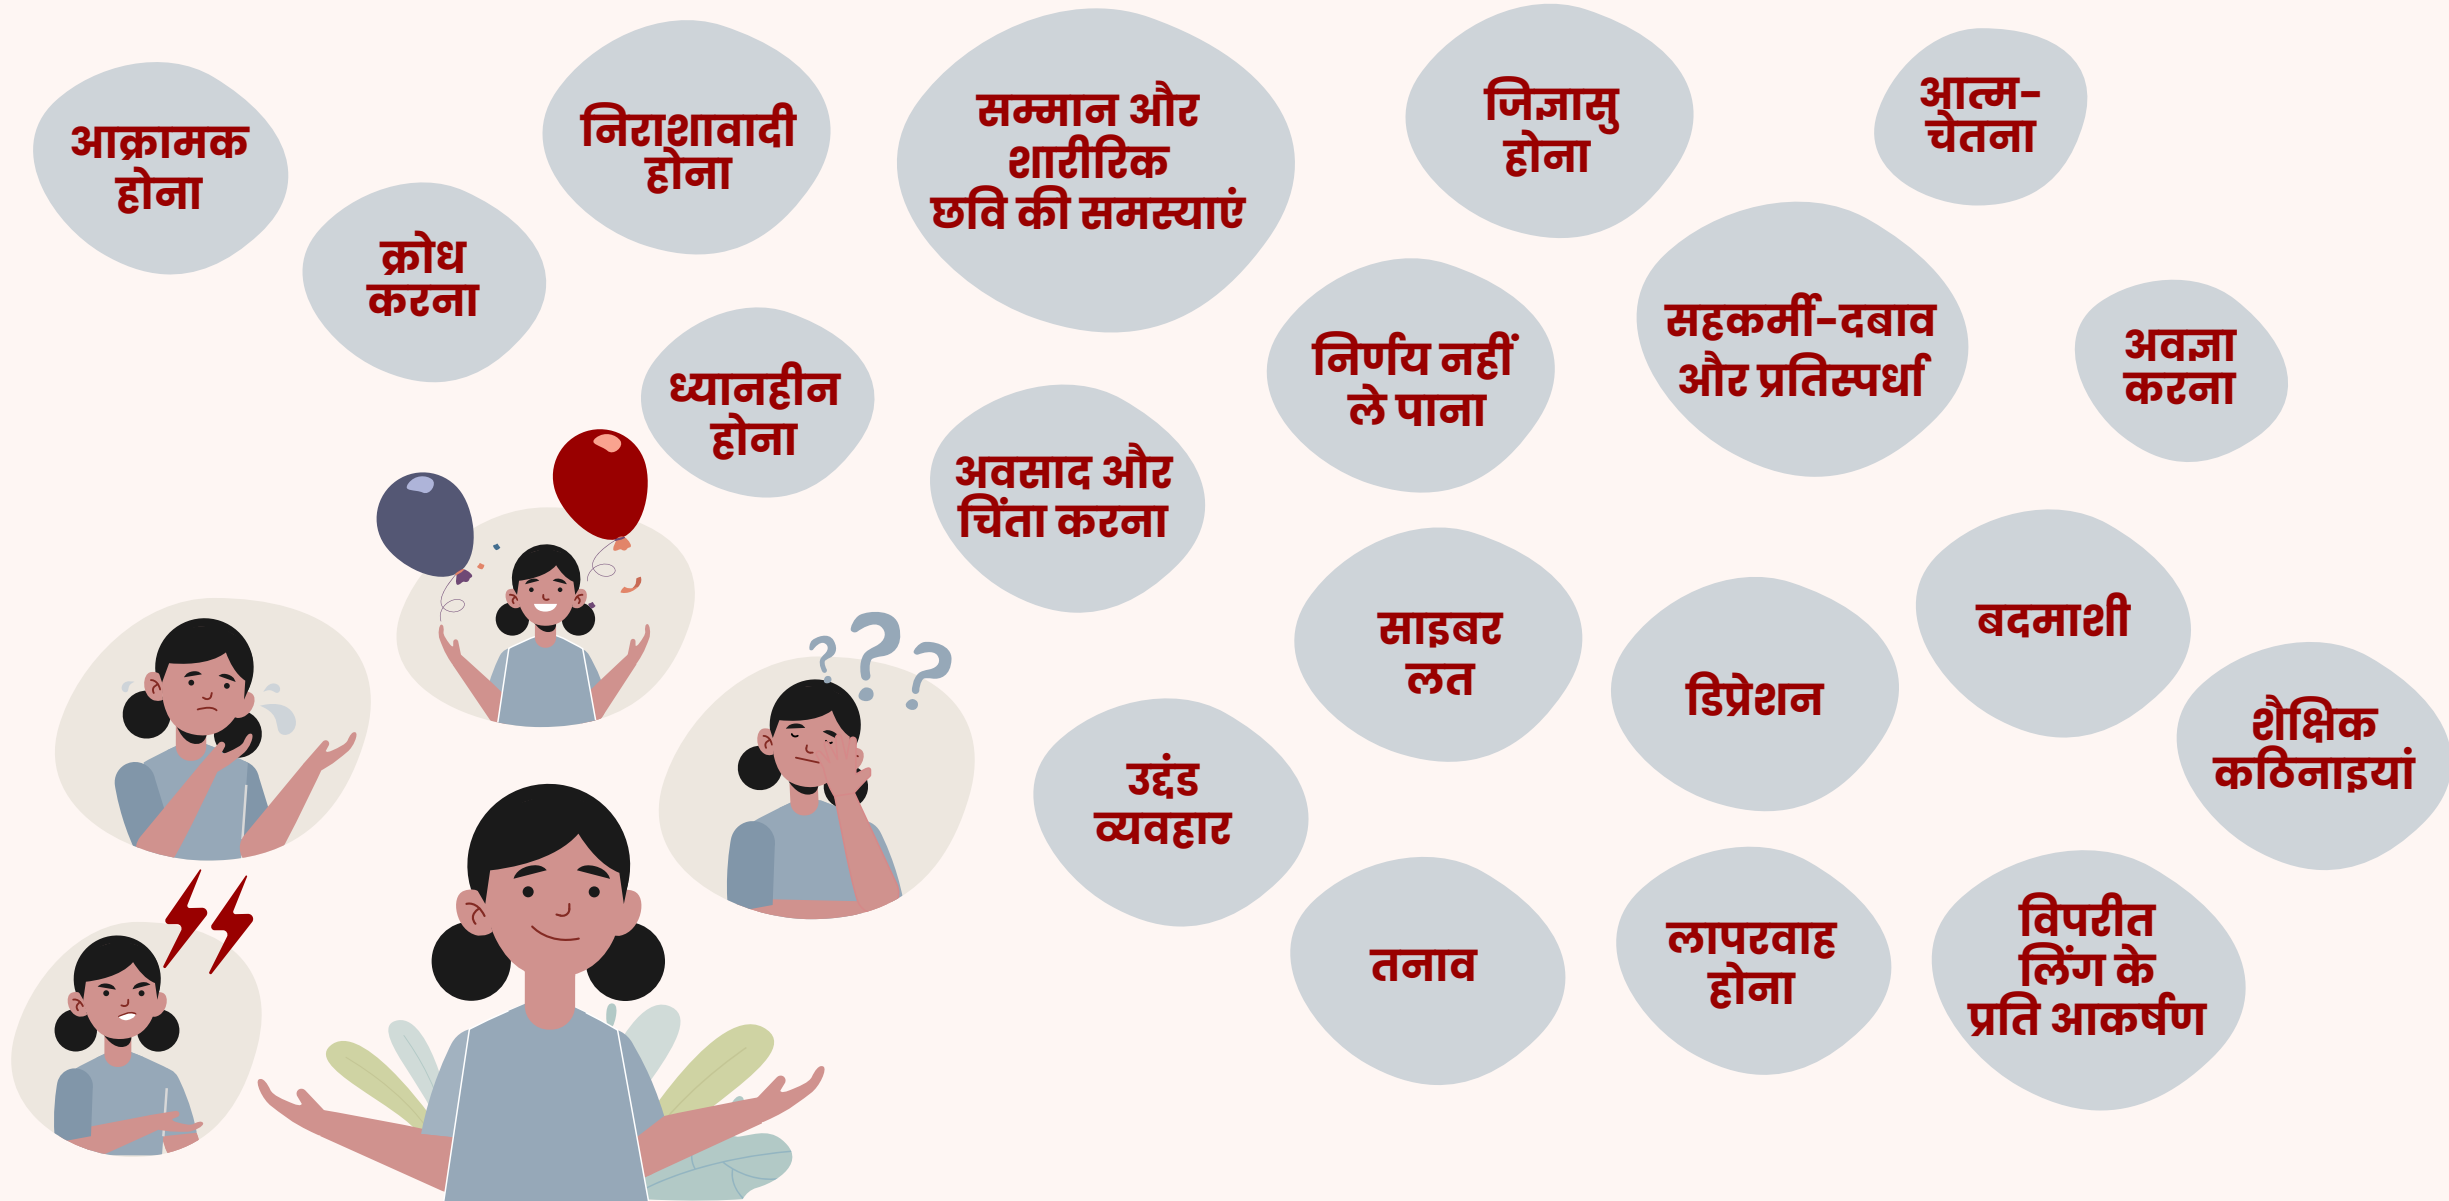 आक्रामक
होना
क्रोध
करना
निराशावादी
होना
ध्यानहीन
होना
सम्मान और
शारीरिक
छवि की समस्याएं
अवसाद और
चिंता करना
जिज्ञासु
होना
निर्णय नहीं
ले पाना
आत्म-
चेतना
सहकर्मी-दबाव
और प्रतिस्पर्धा
अवज्ञा
करना
साइबर
लत
डिप्रेशन
बदमाशी
शैक्षिक
कठिनाइयां
उद्दंड
व्यवहार
तनाव
लापरवाह
होना
विपरीत
लिंग के
प्रति आकर्षण
? ? ?